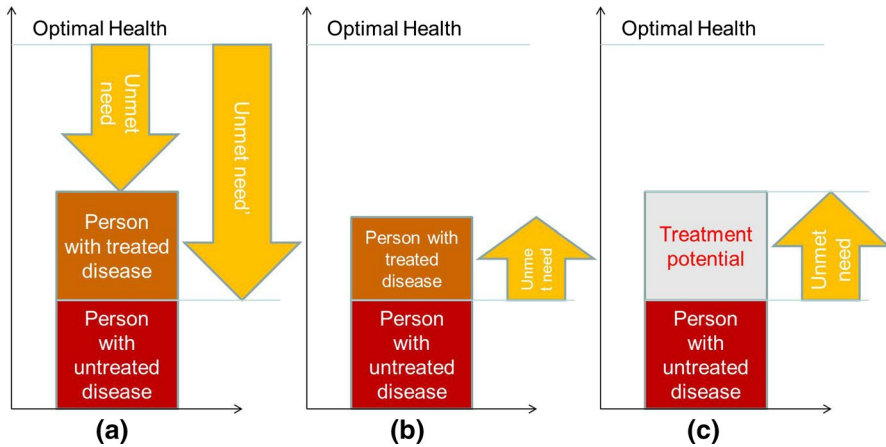 Optimal Health
Unmet
need
Unmet need'
Person
with treated
disease
Person
with
untreated
disease
(a)
Optimal Health
Person with
treated
disease
Unme
t need
Person
with
untreated
disease
(b)
Optimal Health
Treatment
potential
Unmet
need
Person
with
untreated
disease
(c)